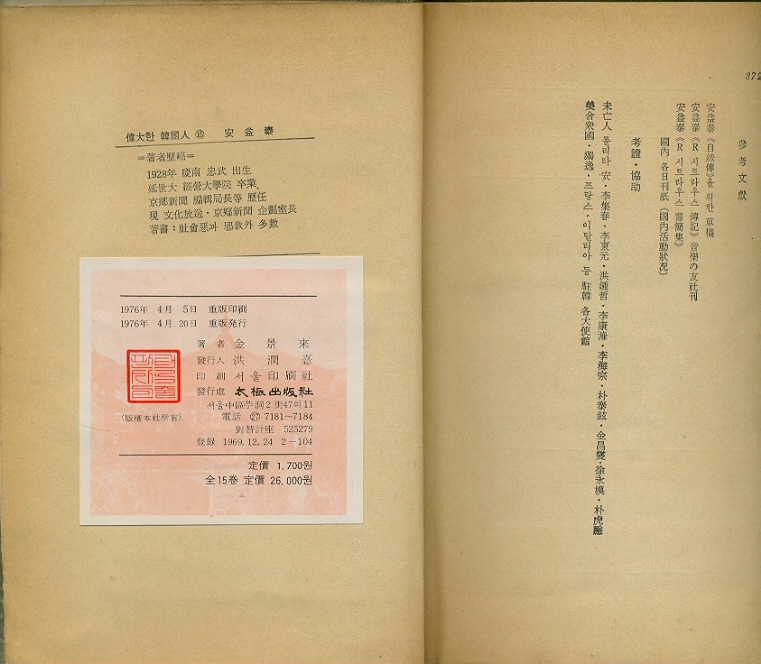 偉大한 韓國人 ⑮ 安益泰
=著者歷略=
1928年 慶南 忠武 出生
延世大 經營大學院 卒業
京鄕新聞 編輯局長等 歷任
現 文化放送·京鄕新聞 企劃室長
著書:社會惡과 邪敎外 多數
1976年 4月 5日 重版印刷
1976年 4月 20日 重版発行
著 者 金景來
發行人 洪潤喜
印 刷 서울印刷社
發行處 太極出版社
서울中區學洞2街47의11
電話 7181~7184
對替計座 525279
登録 1969.12.24 2-104
(版權本社所有)
定價 1,700원
全15卷 定價 26,000원
372
參考文献
安益泰《自敍傳》을 위한 草稿
安益泰《R 시트라우스 傳記》音樂の友社刊
安益泰《R 시트라우스 書簡集》
國內 各日刊紙 (國內活動狀況)
考證·協助
未亡人 롤리타 安·李集春·李東元·洪鍾哲·李康濂·李海宗·朴泰鉉·金昌煥·徐永模·朴虎
美合衆國·獨逸·프랑스·이탈리아 등 駐韓 各大使館